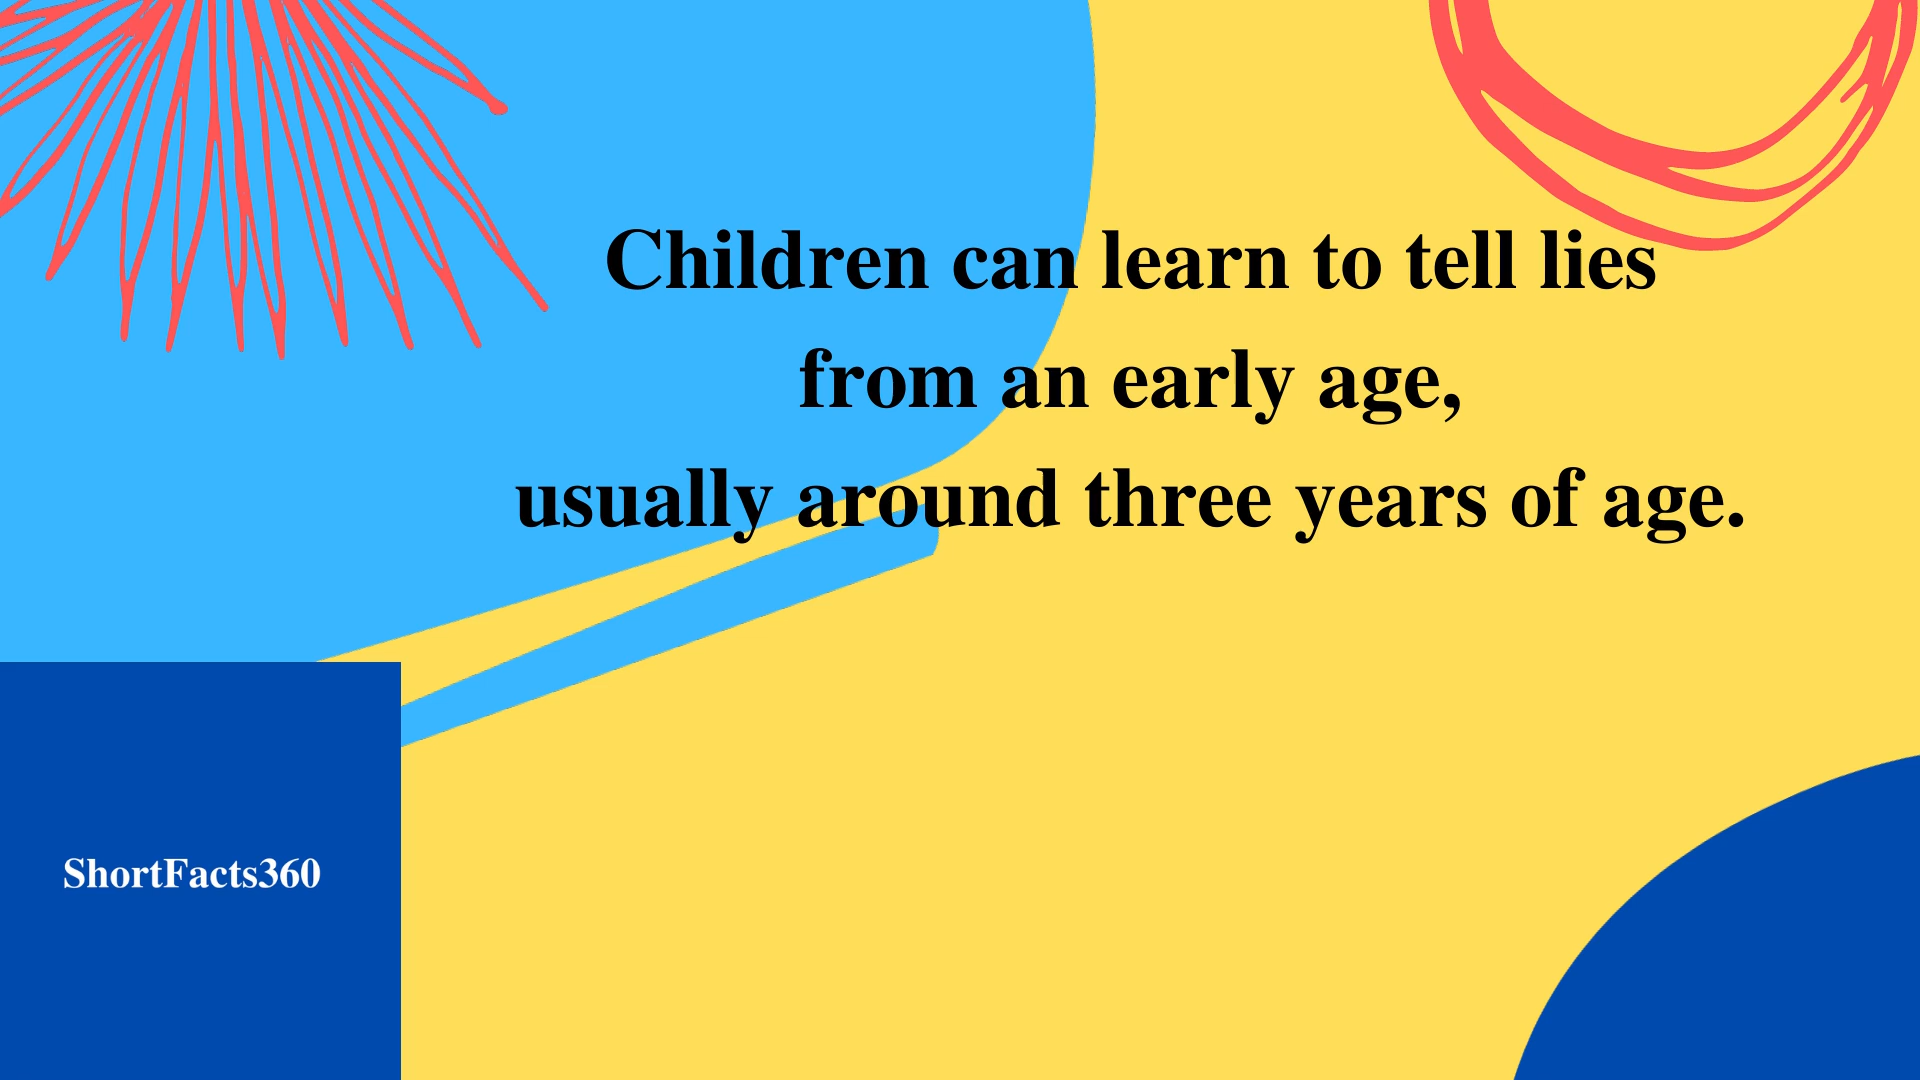 Children can learn to tell lies
from an early age,
usually around three years of age.
ShortFacts360